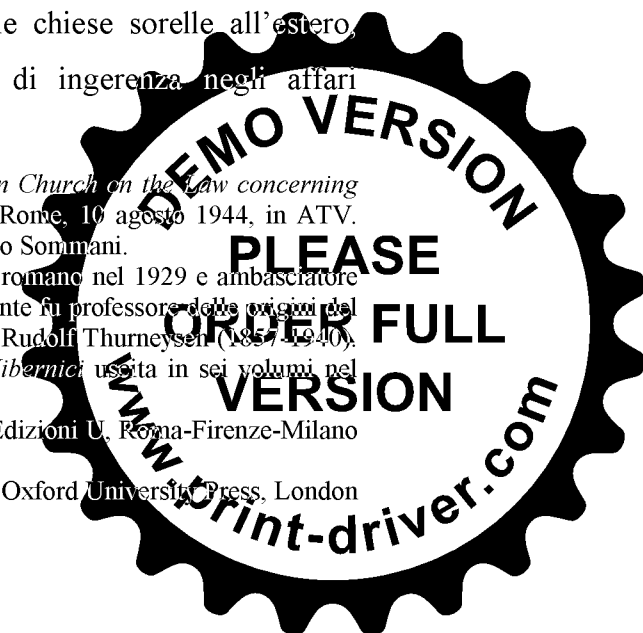 le chiese sorelle all'estero,
di ingerenza negli affari
n Church on the Law concerning
Rome, 10 agosto 1944, in ATV.
o Sommani.
romano nel 1929 e ambasciatore
nte fu professore delle origini del
Rudolf Thurneysen (1857-1940).
Hibernici uscita in sei volumi nel
Edizioni U, Roma-Firenze-Milano
Oxford University Press, London
DEMO VERSION
PLEASE
ORDER FULL
VERSION
www.print-driver.com